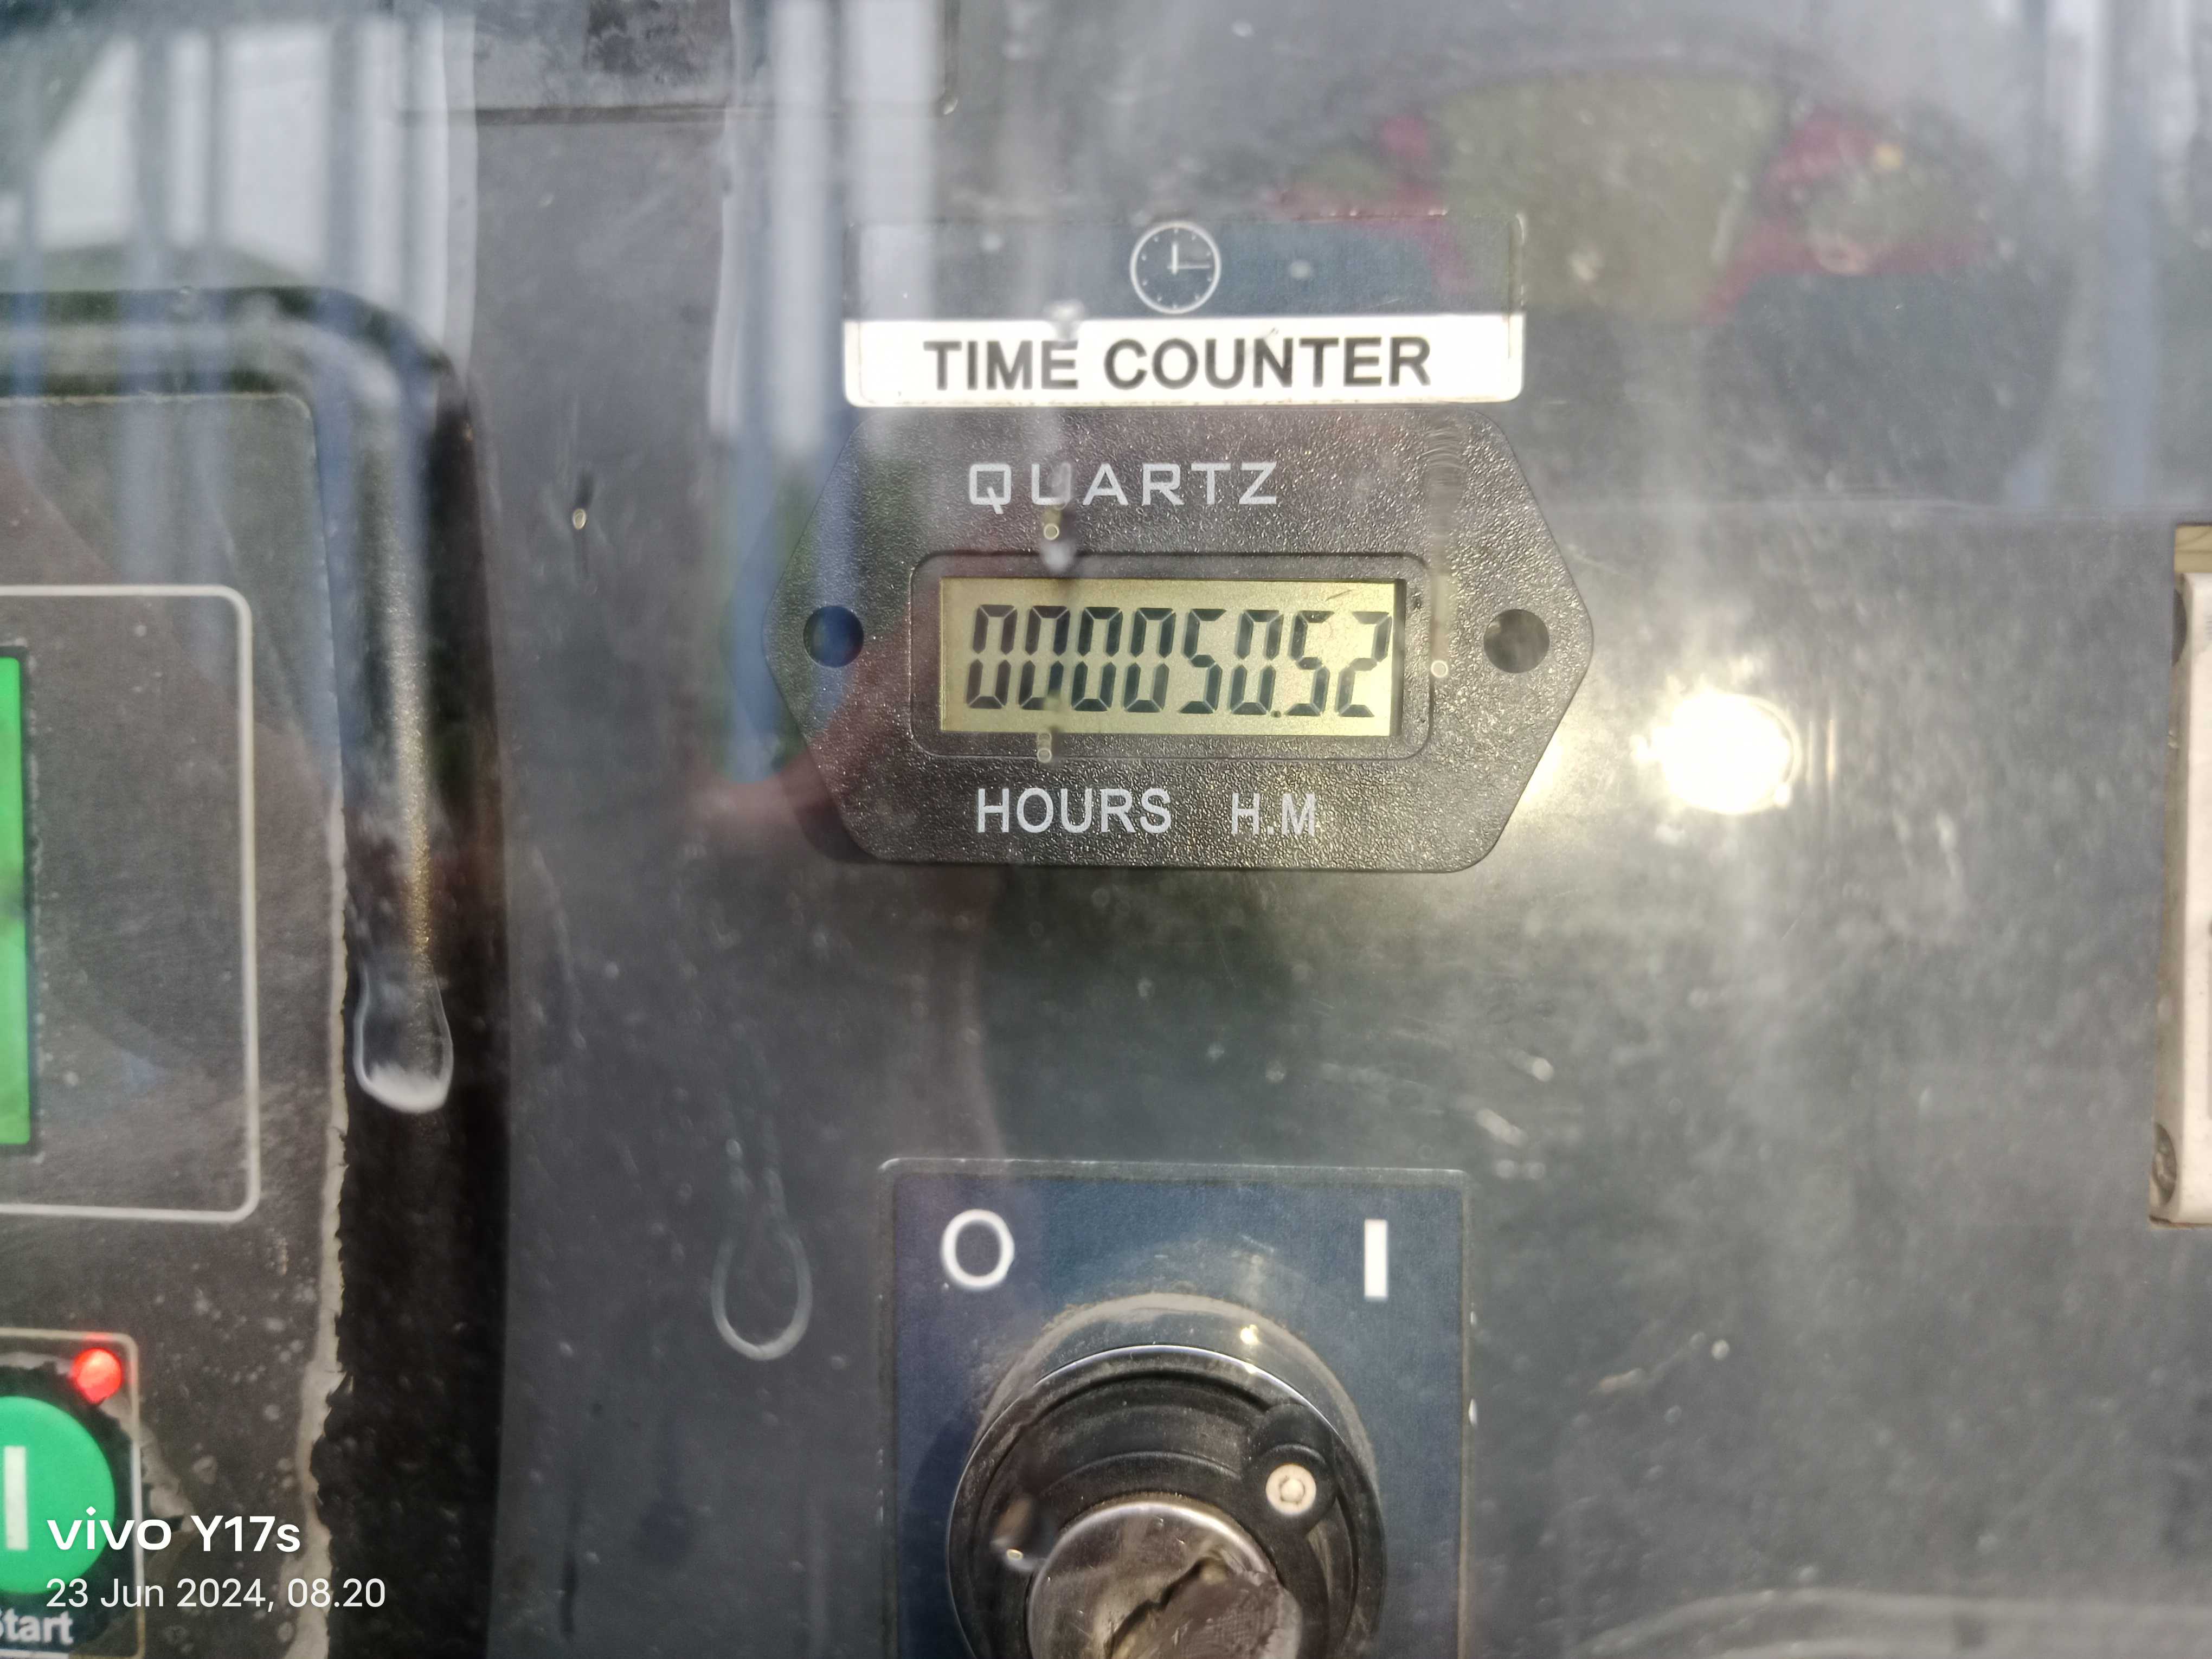 TIME COUNTER
QUARTZ
000050.52
HOURS H.M
O I
I
Start
vivo Y17s
23 Jun 2024, 08.20